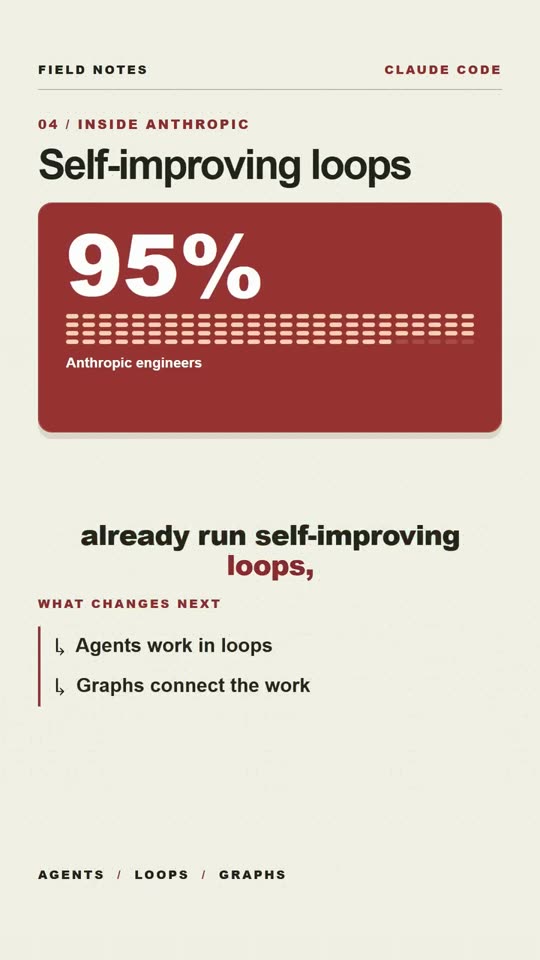 FIELD NOTES
CLAUDE CODE
04 / INSIDE ANTHROPIC
Self-improving loops
95%
Anthropic engineers
already run self-improving
loops,
WHAT CHANGES NEXT
↳ Agents work in loops
↳ Graphs connect the work
AGENTS / LOOPS / GRAPHS